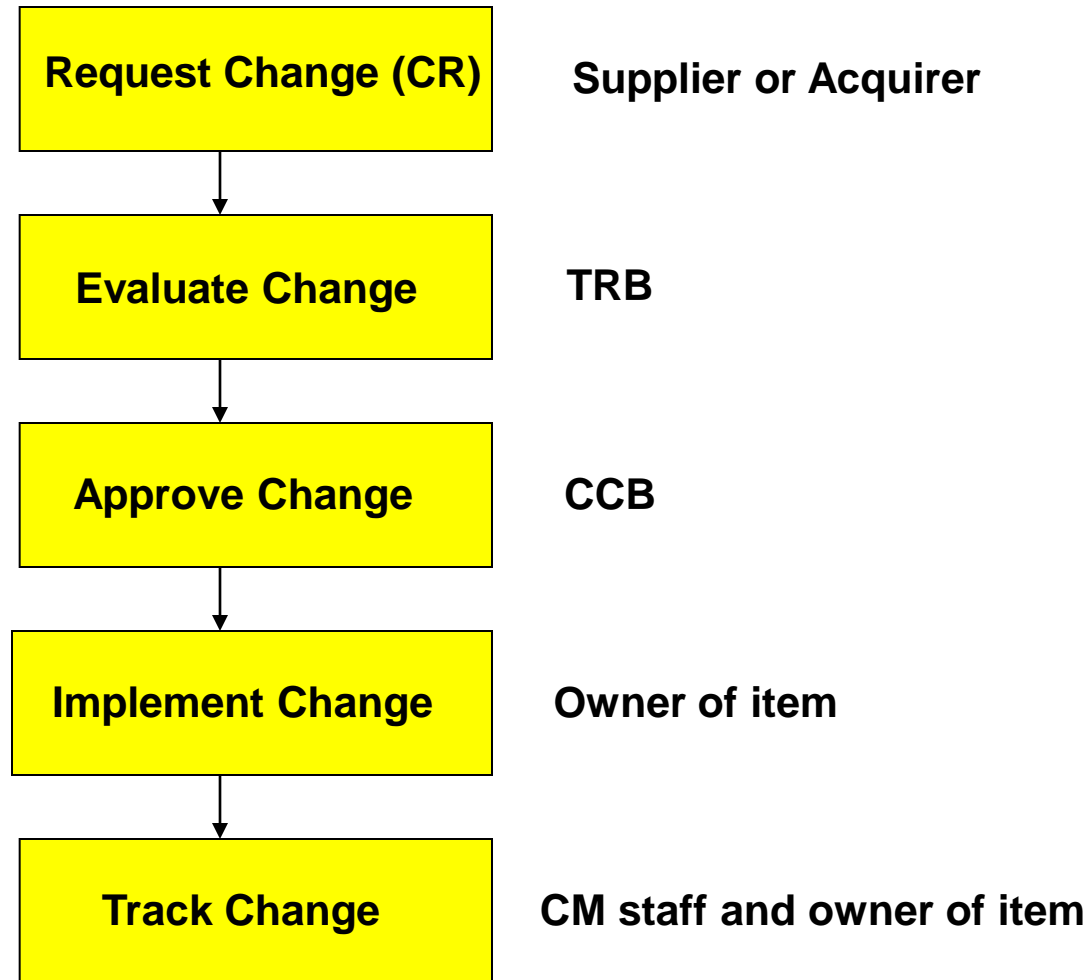 Request Change (CR)
Supplier or Acquirer
Evaluate Change
TRB
Approve Change
CCB
Implement Change
Owner of item
Track Change
CM staff and owner of item